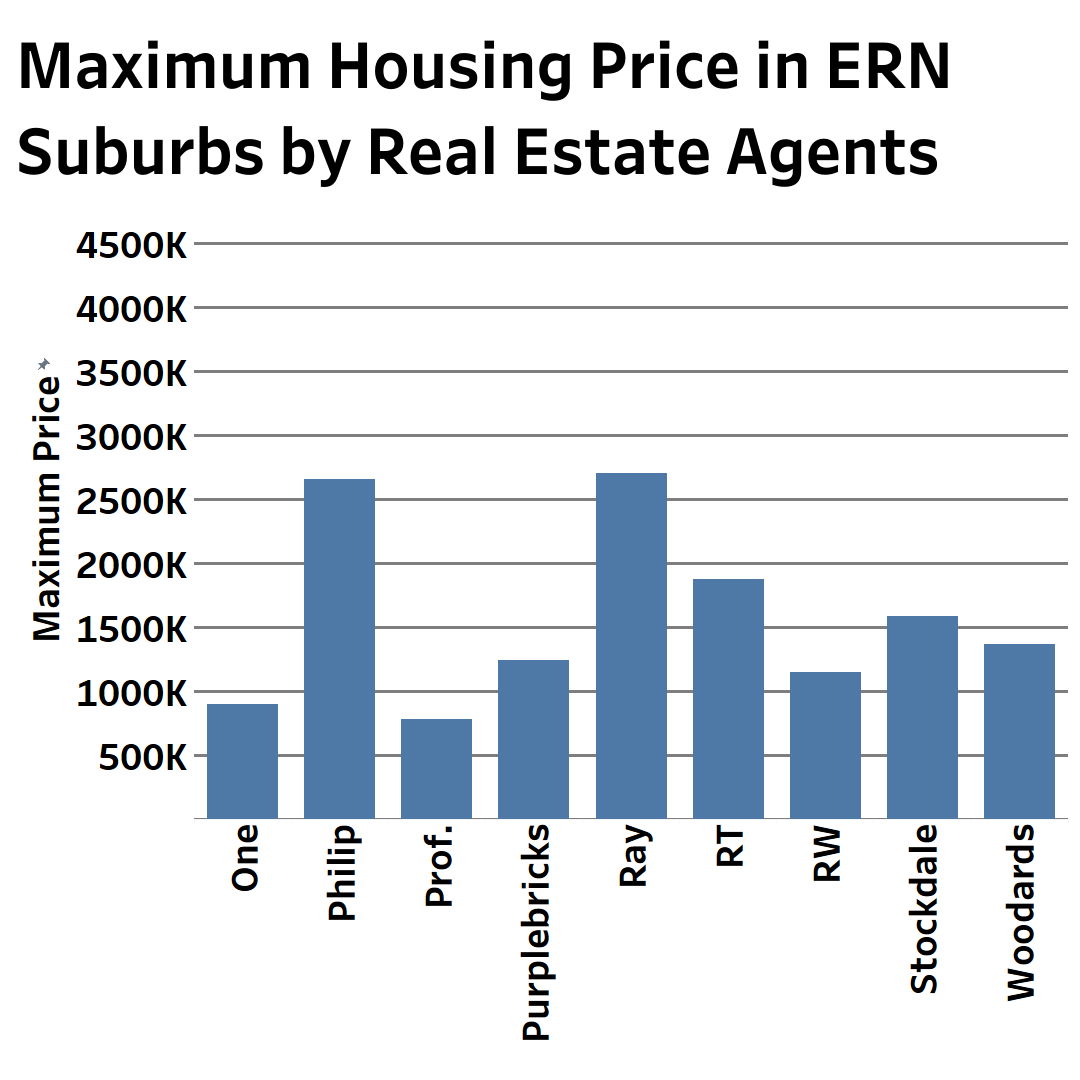 Maximum Housing Price in ERN
Suburbs by Real Estate Agents
4500K
4000K
3500K
3000K
2500K
2000K
1500K
1000K
500K
Maximum Price
One
Philip
Prof.
Purplebricks
Ray
RT
RW
Stockdale
Woodards